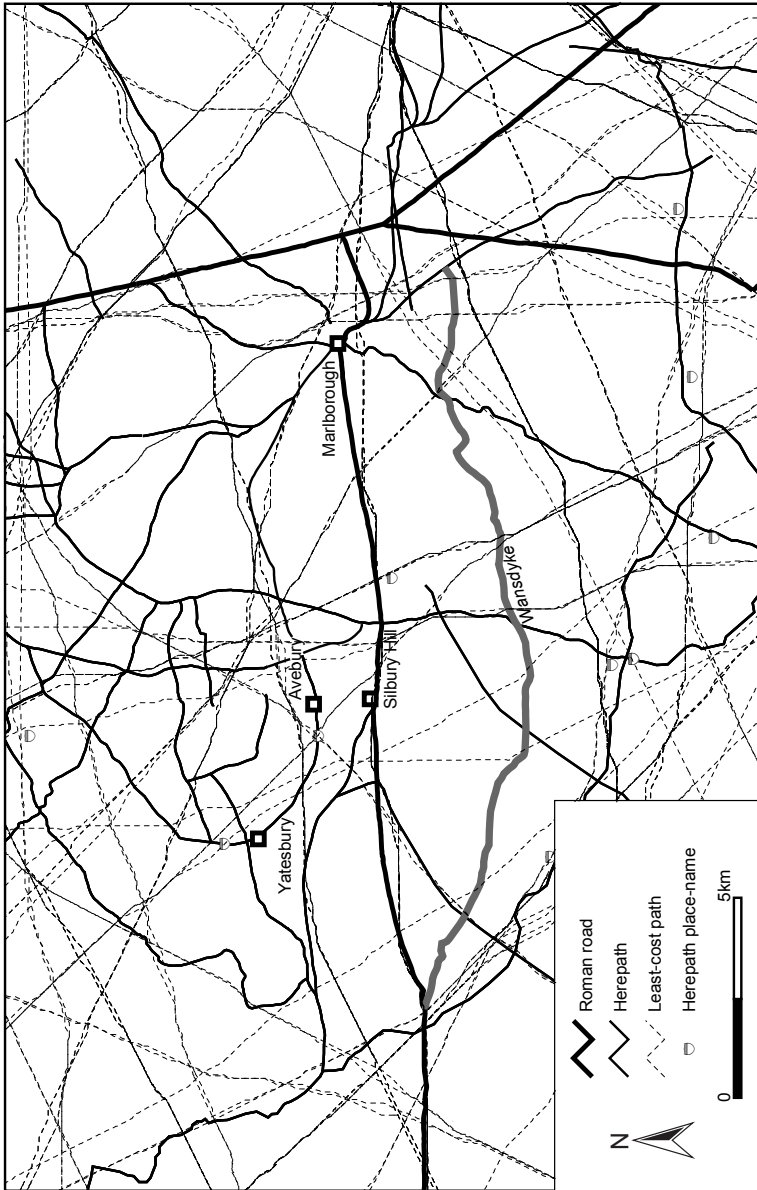 Marlborough
Avebury
Silbury Hill
Yatesbury
Wansdyke
N
Roman road
Herepath
Least-cost path
Herepath place-name
0
5km